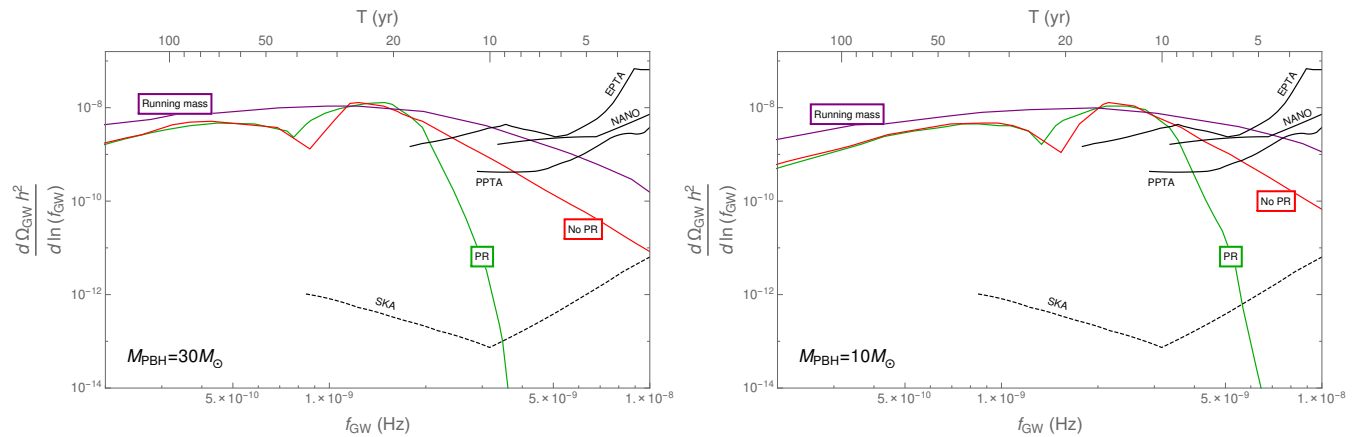 T (yr)
100 50 20 10 5
EPTA
NANO
PPTA
Running mass
No PR
PR
SKA
M_PBH=30M_⊙
10^-8
10^-10
10^-12
10^-14
d Ω_GW h^2
d ln (f_GW)
5.×10^-10 1.×10^-9 5.×10^-9 1.×10^-8
f_GW (Hz)
T (yr)
100 50 20 10 5
EPTA
NANO
PPTA
Running mass
No PR
PR
SKA
M_PBH=10M_⊙
10^-8
10^-10
10^-12
10^-14
d Ω_GW h^2
d ln (f_GW)
5.×10^-10 1.×10^-9 5.×10^-9 1.×10^-8
f_GW (Hz)